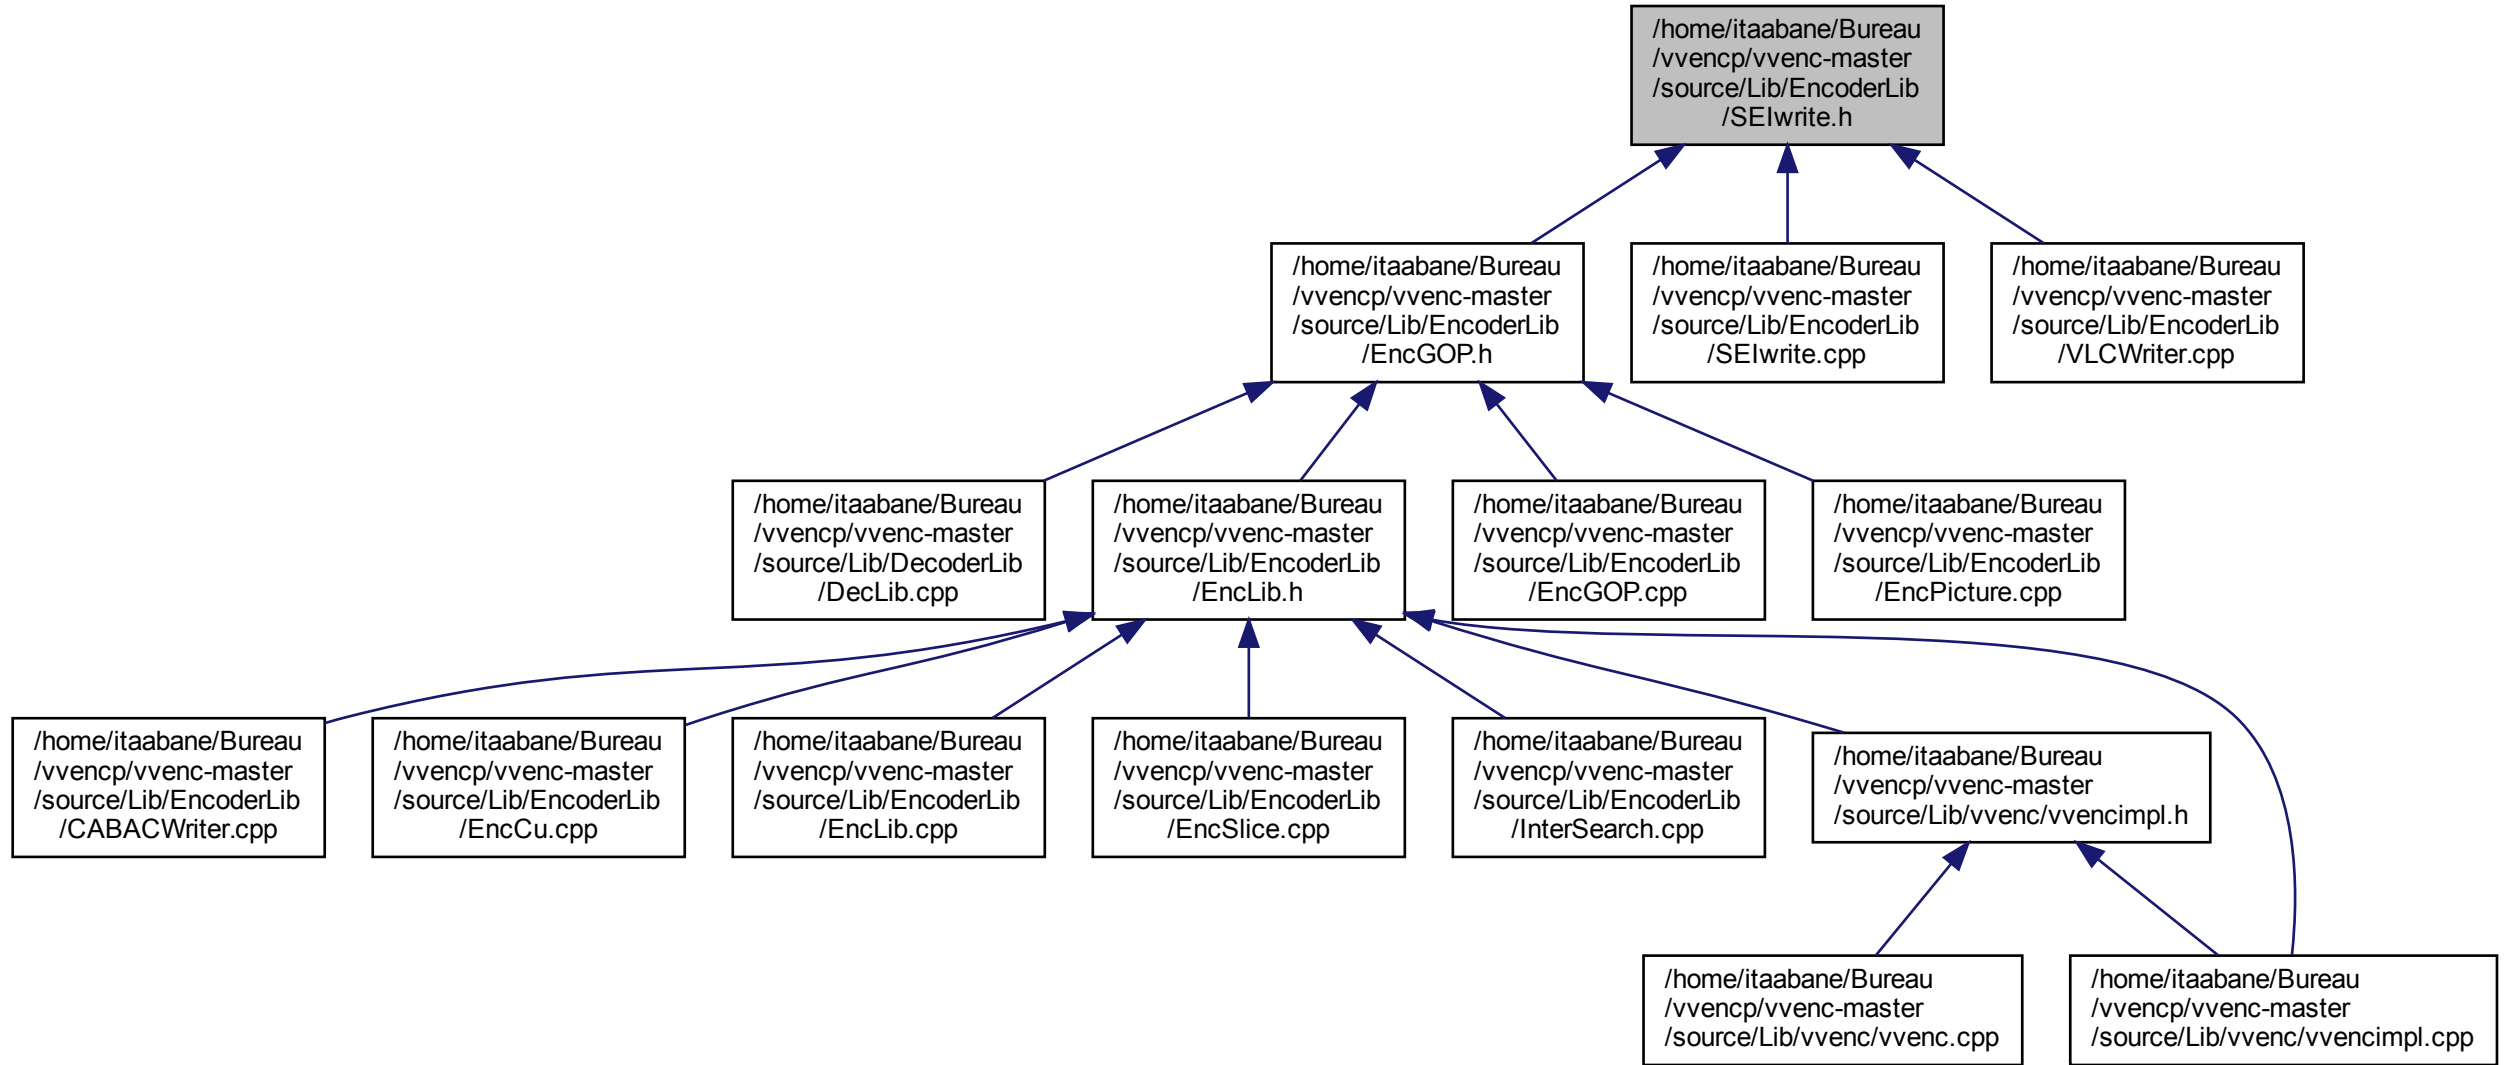 /home/itaabane/Bureau
/vvencp/vvenc-master
/source/Lib/EncoderLib
/SEIwrite.h
/home/itaabane/Bureau
/vvencp/vvenc-master
/source/Lib/EncoderLib
/EncGOP.h
/home/itaabane/Bureau
/vvencp/vvenc-master
/source/Lib/EncoderLib
/SEIwrite.cpp
/home/itaabane/Bureau
/vvencp/vvenc-master
/source/Lib/EncoderLib
/VLCWriter.cpp
/home/itaabane/Bureau
/vvencp/vvenc-master
/source/Lib/DecoderLib
/DecLib.cpp
/home/itaabane/Bureau
/vvencp/vvenc-master
/source/Lib/EncoderLib
/EncLib.h
/home/itaabane/Bureau
/vvencp/vvenc-master
/source/Lib/EncoderLib
/EncGOP.cpp
/home/itaabane/Bureau
/vvencp/vvenc-master
/source/Lib/EncoderLib
/EncPicture.cpp
/home/itaabane/Bureau
/vvencp/vvenc-master
/source/Lib/EncoderLib
/CABACWriter.cpp
/home/itaabane/Bureau
/vvencp/vvenc-master
/source/Lib/EncoderLib
/EncCu.cpp
/home/itaabane/Bureau
/vvencp/vvenc-master
/source/Lib/EncoderLib
/EncLib.cpp
/home/itaabane/Bureau
/vvencp/vvenc-master
/source/Lib/EncoderLib
/EncSlice.cpp
/home/itaabane/Bureau
/vvencp/vvenc-master
/source/Lib/EncoderLib
/InterSearch.cpp
/home/itaabane/Bureau
/vvencp/vvenc-master
/source/Lib/vvenc/vvencimpl.h
/home/itaabane/Bureau
/vvencp/vvenc-master
/source/Lib/vvenc/vvenc.cpp
/home/itaabane/Bureau
/vvencp/vvenc-master
/source/Lib/vvenc/vvencimpl.cpp